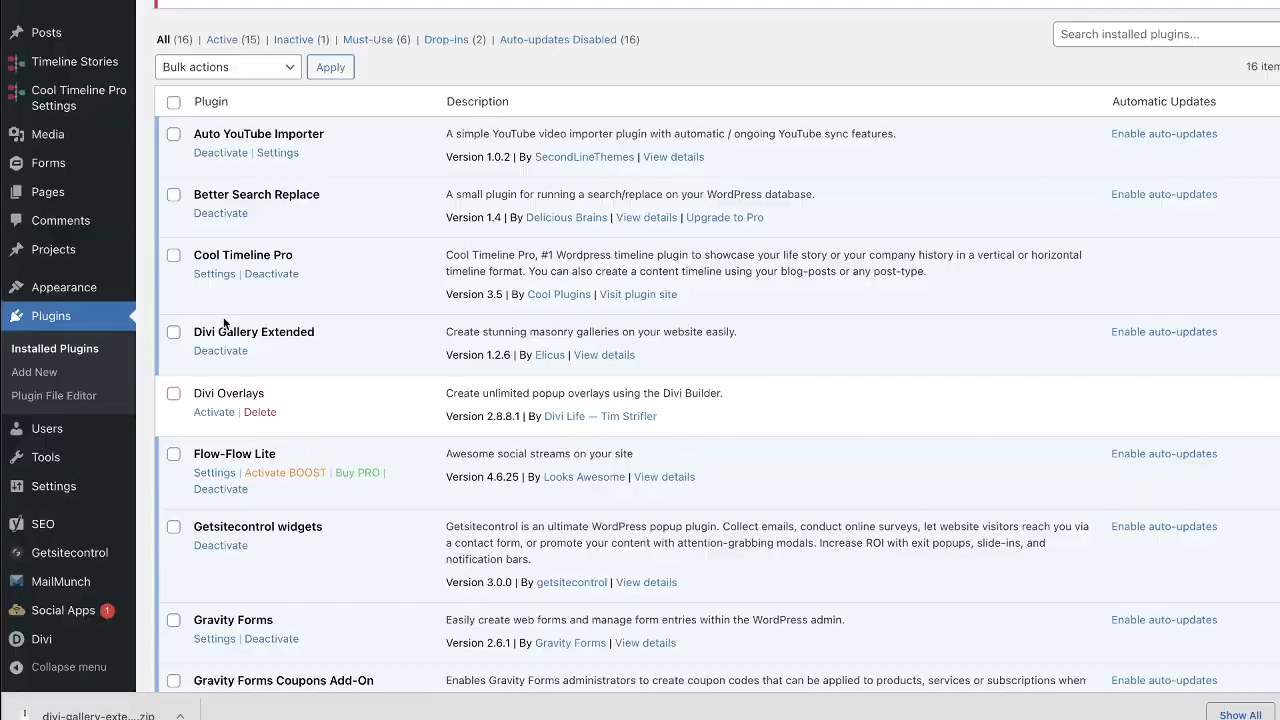 Posts
Timeline Stories
Cool Timeline Pro
Settings
Media
Forms
Pages
Comments
Projects
Appearance
Plugins
Installed Plugins
Add New
Plugin File Editor
Users
Tools
Settings
SEO
Getsitecontrol
MailMunch
Social Apps 1
Divi
Collapse menu
All (16) | Active (15) | Inactive (1) | Must-Use (6) | Drop-ins (2) | Auto-updates Disabled (16)
Search installed plugins...
Bulk actions Apply
16 item
Plugin Description Automatic Updates
Auto YouTube Importer A simple YouTube video importer plugin with automatic / ongoing YouTube sync features. Enable auto-updates
Deactivate | Settings Version 1.0.2 | By SecondLineThemes | View details
Better Search Replace A small plugin for running a search/replace on your WordPress database. Enable auto-updates
Deactivate Version 1.4 | By Delicious Brains | View details | Upgrade to Pro
Cool Timeline Pro Cool Timeline Pro, #1 Wordpress timeline plugin to showcase your life story or your company history in a vertical or horizontal
Settings | Deactivate timeline format. You can also create a content timeline using your blog-posts or any post-type.
Version 3.5 | By Cool Plugins | Visit plugin site
Divi Gallery Extended Create stunning masonry galleries on your website easily. Enable auto-updates
Deactivate Version 1.2.6 | By Elicus | View details
Divi Overlays Create unlimited popup overlays using the Divi Builder.
Activate | Delete Version 2.8.8.1 | By Divi Life — Tim Strifler
Flow-Flow Lite Awesome social streams on your site Enable auto-updates
Settings | Activate BOOST | Buy PRO | Version 4.6.25 | By Looks Awesome | View details
Deactivate
Getsitecontrol widgets Getsitecontrol is an ultimate WordPress popup plugin. Collect emails, conduct online surveys, let website visitors reach you via Enable auto-updates
Deactivate a contact form, or promote your content with attention-grabbing modals. Increase ROI with exit popups, slide-ins, and
notification bars.
Version 3.0.0 | By getsitecontrol | View details
Gravity Forms Easily create web forms and manage form entries within the WordPress admin. Enable auto-updates
Settings | Deactivate Version 2.6.1 | By Gravity Forms | View details
Gravity Forms Coupons Add-On Enables Gravity Forms administrators to create coupon codes that can be applied to products, services or subscriptions when Enable auto-updates
divi-gallery-exte....zip Show All